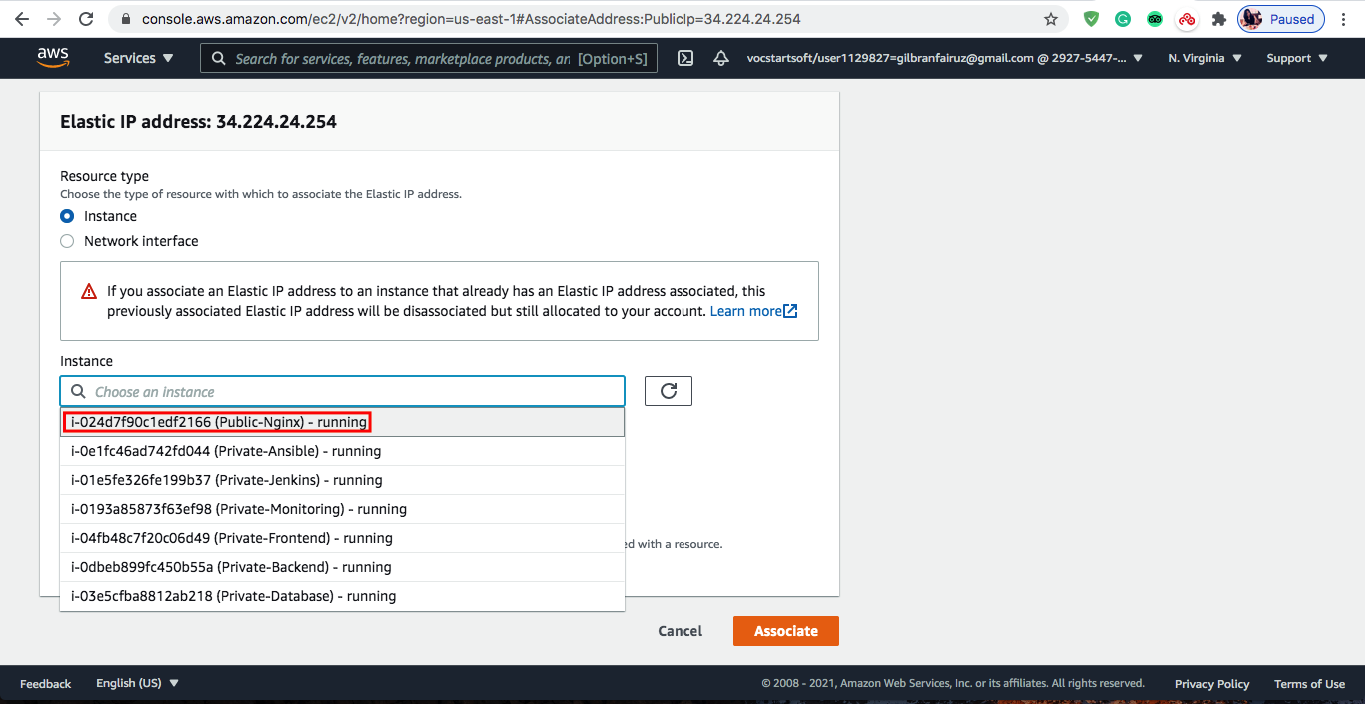 console.aws.amazon.com/ec2/v2/home?region=us-east-1#AssociateAddress:PublicIp=34.224.24.254
Paused
aws
Services
Search for services, features, marketplace products, an [Option+S]
vocstartsoft/user1129827=gilbranfairuz@gmail.com @ 2927-5447-...
N. Virginia
Support
Elastic IP address: 34.224.24.254
Resource type
Choose the type of resource with which to associate the Elastic IP address.
Instance
Network interface
If you associate an Elastic IP address to an instance that already has an Elastic IP address associated, this
previously associated Elastic IP address will be disassociated but still allocated to your account. Learn more
Instance
Choose an instance
i-024d7f90c1edf2166 (Public-Nginx) - running
i-0e1fc46ad742fd044 (Private-Ansible) - running
i-01e5fe326fe199b37 (Private-Jenkins) - running
i-0193a85873f63ef98 (Private-Monitoring) - running
i-04fb48c7f20c06d49 (Private-Frontend) - running
ed with a resource.
i-0dbeb899fc450b55a (Private-Backend) - running
i-03e5cfba8812ab218 (Private-Database) - running
Cancel
Associate
Feedback
English (US)
© 2008 - 2021, Amazon Web Services, Inc. or its affiliates. All rights reserved.
Privacy Policy
Terms of Use